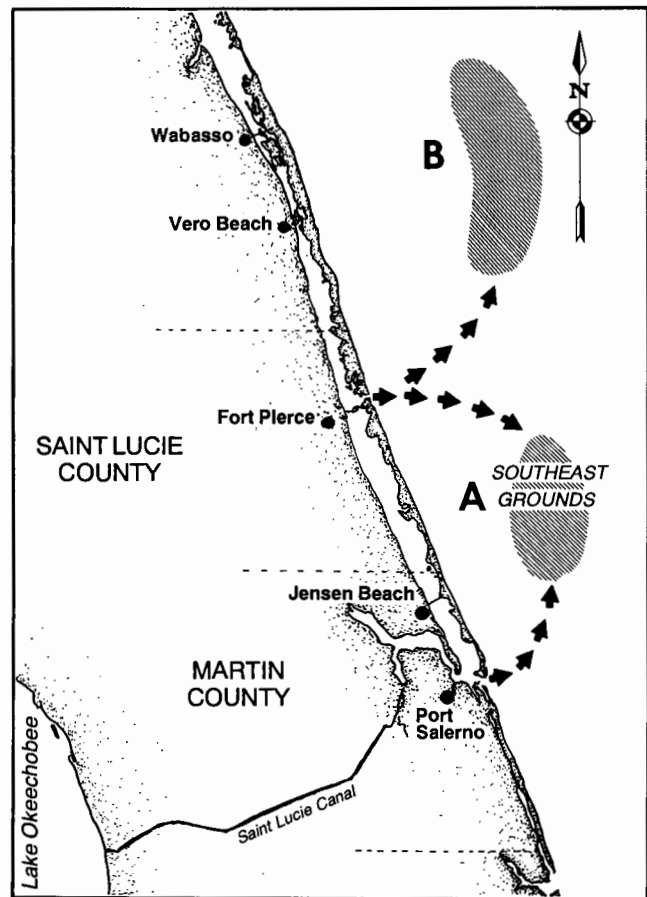 N
B
Wabasso
Vero Beach
Fort Pierce
SAINT LUCIE
COUNTY
A
SOUTHEAST
GROUNDS
Jensen Beach
MARTIN
COUNTY
Port
Salerno
Saint Lucie Canal
Lake Okeechobee